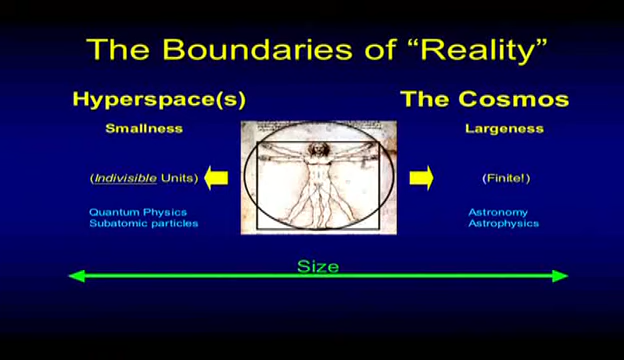 The Boundaries of “Reality”
Hyperspace(s)
Smallness
(Indivisible Units)
Quantum Physics
Subatomic particles
The Cosmos
Largeness
(Finite!)
Astronomy
Astrophysics
Size